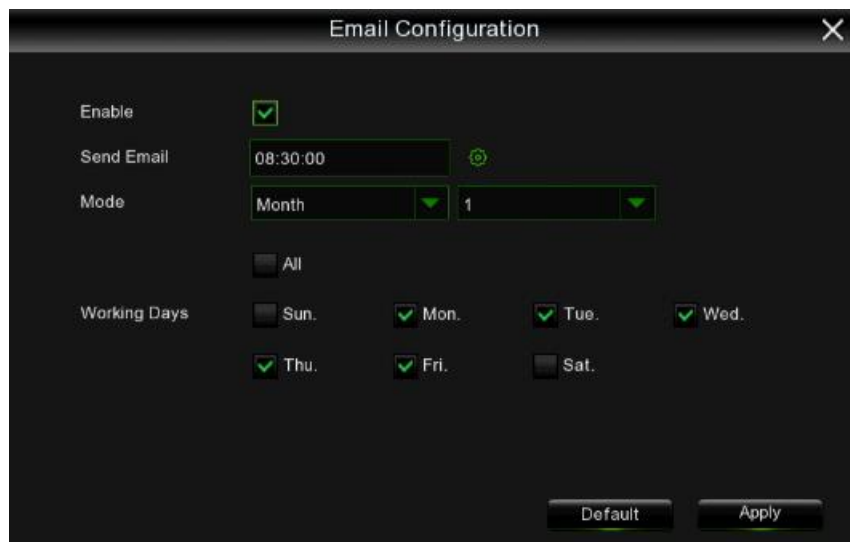 Email Configuration
Enable
Send Email 08:30:00
Mode Month 1
All
Working Days Sun. Mon. Tue. Wed.
Thu. Fri. Sat.
Default Apply